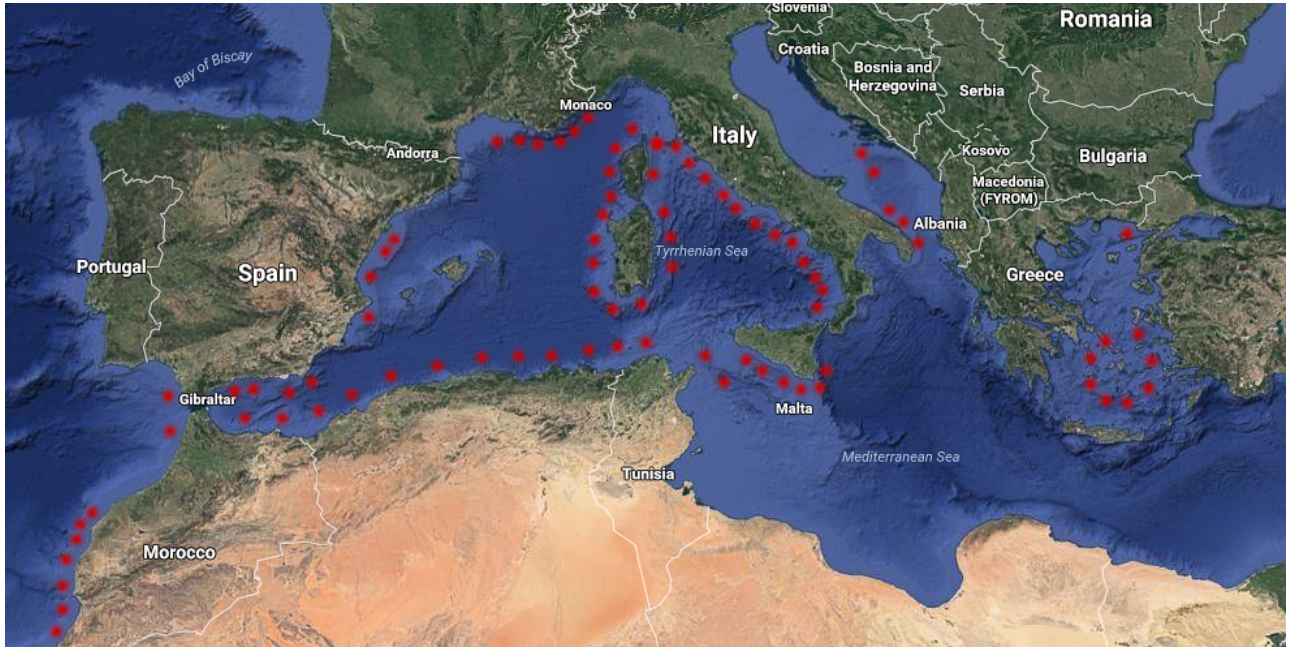 Slovenia
Romania
Croatia
Bay of Biscay
Bosnia and
Herzegovina
Serbia
Monaco
Italy
Andorra
Kosovo
Bulgaria
Macedonia
(FYROM)
Albania
Tyrrhenian Sea
Portugal
Spain
Greece
Gibraltar
Malta
Mediterranean Sea
Tunisia
Morocco